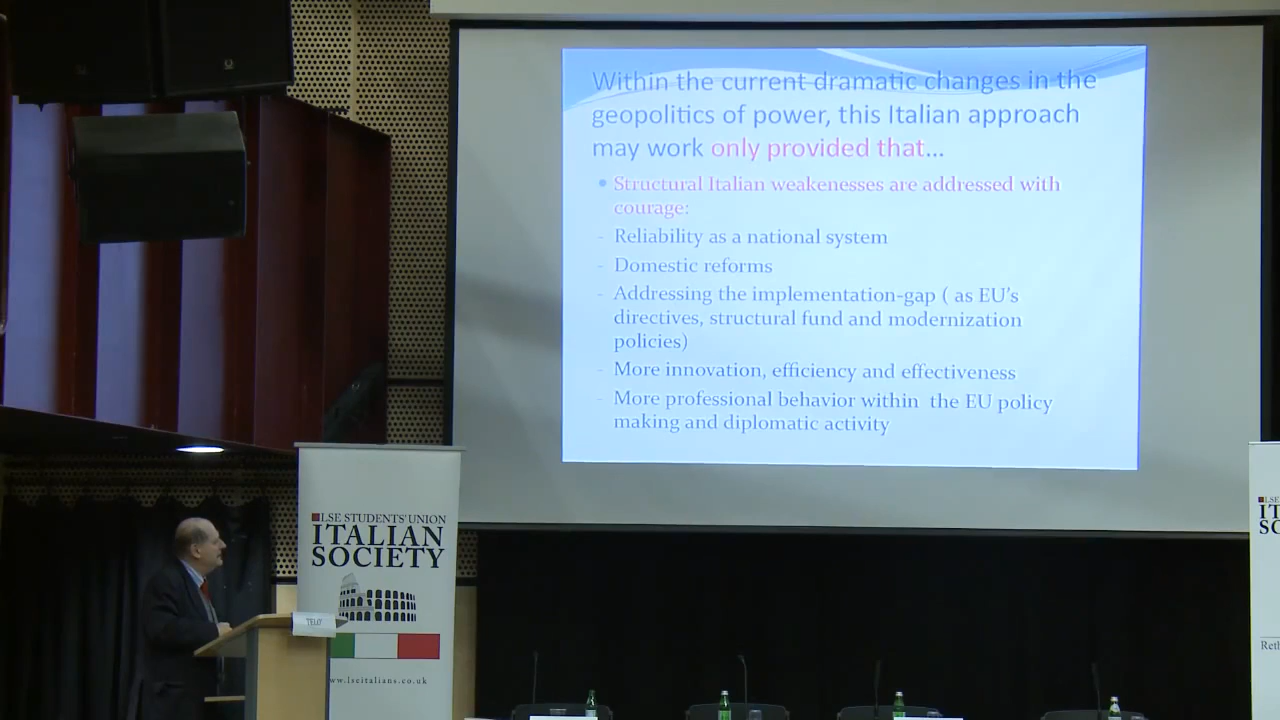 Within the current dramatic changes in the
geopolitics of power, this Italian approach
may work only provided that...
• Structural Italian weakenesses are addressed with
courage:
- Reliability as a national system
- Domestic reforms
- Addressing the implementation-gap ( as EU's
directives, structural fund and modernization
policies)
- More innovation, efficiency and effectiveness
- More professional behavior within the EU policy
making and diplomatic activity
LSE STUDENTS' UNION
ITALIAN
SOCIETY
TELO'
www.lseitalians.co.uk